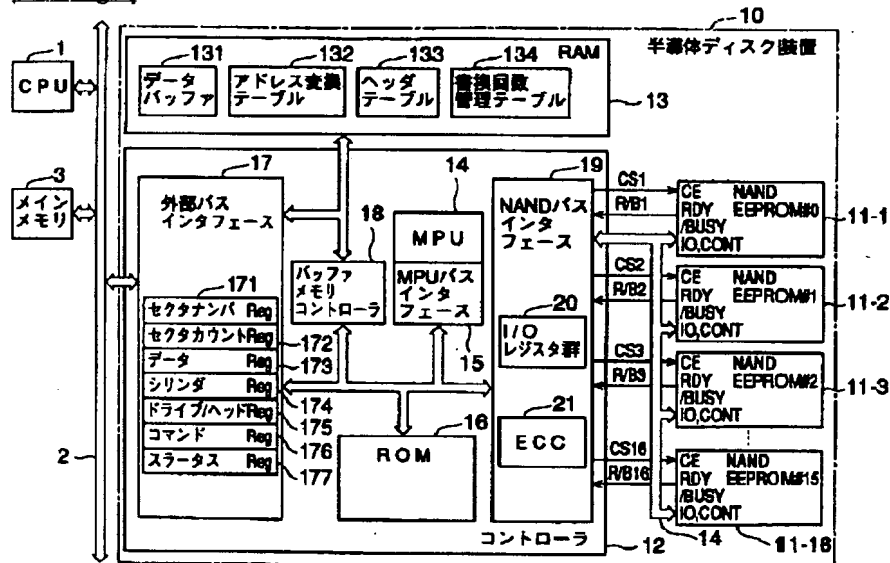 10
半導体ディスク装置
1
CPU
2
3
メイン
メモリ
RAM
13
131
データ
バッファ
132
アドレス変換
テーブル
133
ヘッダ
テーブル
134
書換回数
管理テーブル
17
外部バス
インタフェース
171
セクタナンバ Reg
セクタカウント Reg
172
データ Reg
173
シリンダ Reg
174
ドライブ/ヘッド Reg
175
コマンド Reg
176
スラータス Reg
177
18
バッファ
メモリ
コントローラ
14
MPU
MPUバス
インタ
フェース
15
16
ROM
19
NANDバス
インタ
フェース
20
I/O
レジスタ群
21
ECC
コントローラ
12
CS1
R/B1
CS2
R/B2
CS3
R/B3
CS16
R/B16
CE NAND
RDY EEPROM#0
/BUSY
IO,CONT
11-1
CE NAND
RDY EEPROM#1
/BUSY
IO,CONT
11-2
CE NAND
RDY EEPROM#2
/BUSY
IO,CONT
11-3
CE NAND
RDY EEPROM#15
/BUSY
IO,CONT
14
11-16